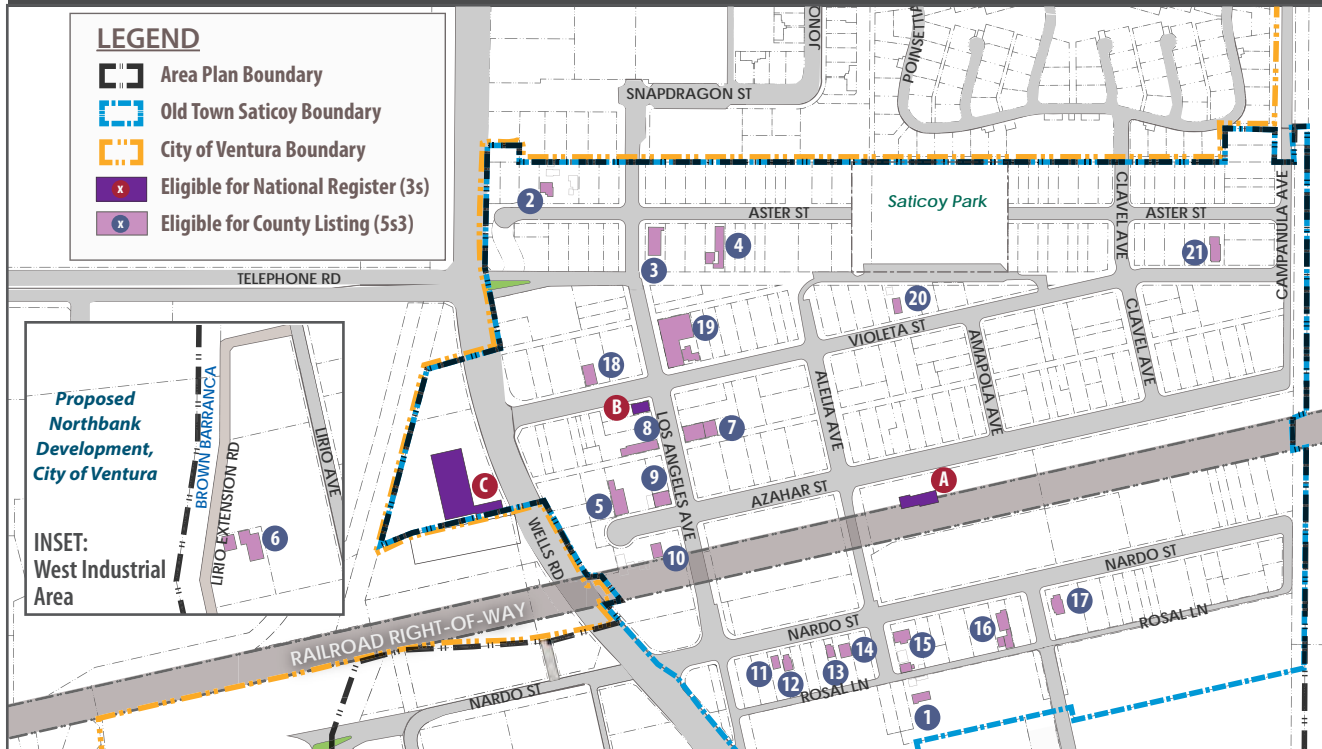 LEGEND
Area Plan Boundary
Old Town Saticoy Boundary
City of Ventura Boundary
x Eligible for National Register (3s)
x Eligible for County Listing (5s3)
SNAPDRAGON ST
JONO
POINSETTIA
2
ASTER ST
Saticoy Park
CLAVEL AVE
ASTER ST
CAMPANULA AVE
3
4
21
TELEPHONE RD
20
19
VIOLETA ST
AMAPOLA AVE
CLAVEL AVE
18
ALELIA AVE
B
8
LOS ANGELES AVE
7
C
9
5
AZAHAR ST
A
10
WELLS RD
RAILROAD RIGHT-OF-WAY
NARDO ST
NARDO ST
NARDO ST
17
16
15
14
13
12
11
ROSAL LN
ROSAL LN
1
Proposed
Northbank
Development,
City of Ventura
BROWN BARRANCA
LIRIO EXTENSION RD
LIRIO AVE
6
INSET:
West Industrial
Area